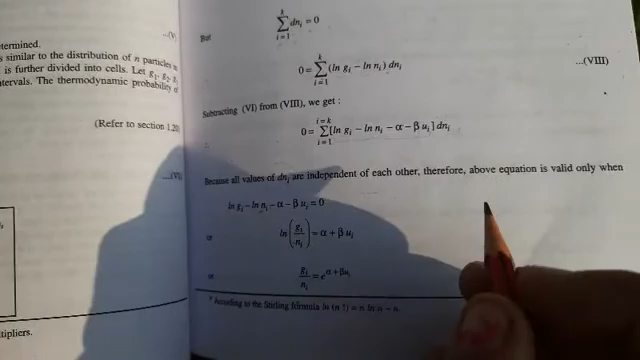 ...(V)
termined.
s similar to the distribution of n particles
is further divided into cells. Let g₁, g₂, g₃
ntervals. The thermodynamic probability
(Refer to section 1.20)
...(VI)
tipliers.
But
∑ᵢ₌₁ᵏ dnᵢ = 0
0 = ∑ᵢ₌₁ᵏ (ln gᵢ – ln nᵢ) dnᵢ ...(VIII)
Subtracting (VI) from (VIII), we get :
0 = ∑ᵢ₌₁ⁱ⁼ᵏ [ln gᵢ – ln nᵢ – α – β uᵢ] dnᵢ
Because all values of dnᵢ are independent of each other, therefore, above equation is valid only when
ln gᵢ – ln nᵢ – α – β uᵢ = 0
or ln(gᵢ/nᵢ) = α + β uᵢ
or gᵢ/nᵢ = e^(α + βuᵢ)
* According to the Stirling formula ln (n !) = n ln n – n.